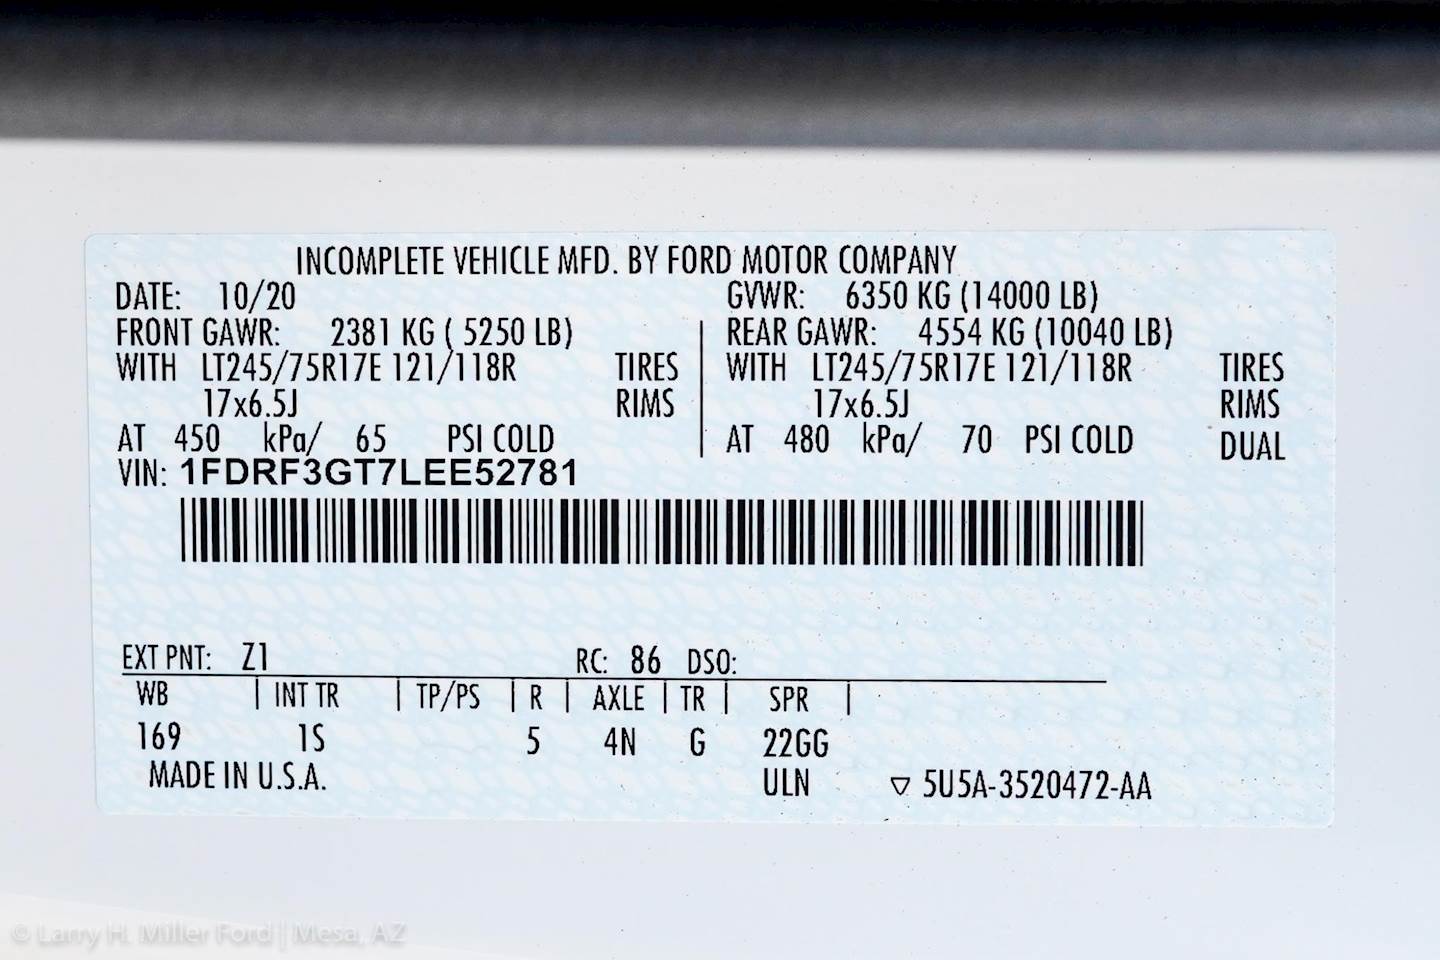 INCOMPLETE VEHICLE MFD. BY FORD MOTOR COMPANY
DATE: 10/20 GVWR: 6350 KG (14000 LB)
FRONT GAWR: 2381 KG ( 5250 LB) REAR GAWR: 4554 KG (10040 LB)
WITH LT245/75R17E 121/118R TIRES WITH LT245/75R17E 121/118R TIRES
17x6.5J RIMS 17x6.5J RIMS
AT 450 kPa/ 65 PSI COLD AT 480 kPa/ 70 PSI COLD DUAL
VIN: 1FDRF3GT7LEE52781
EXT PNT: Z1 RC: 86 DSO:
WB | INT TR | TP/PS | R | AXLE | TR | SPR |
169 1S 5 4N G 22GG
MADE IN U.S.A. ULN ▽ 5U5A-3520472-AA
© Larry H. Miller Ford | Mesa, AZ